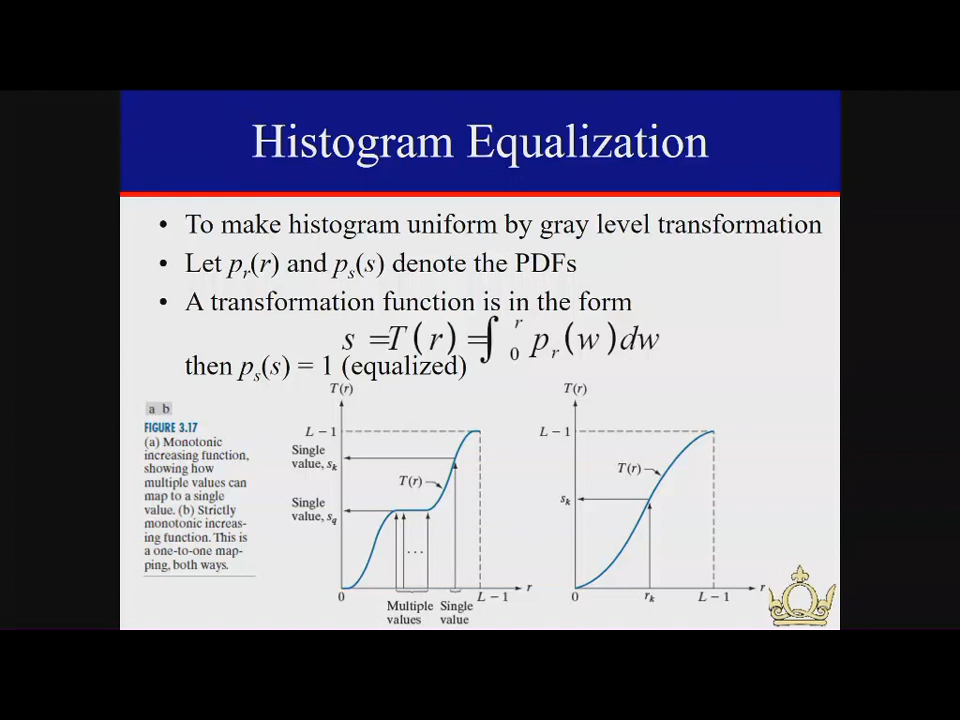 Histogram Equalization
• To make histogram uniform by gray level transformation
• Let pr(r) and ps(s) denote the PDFs
• A transformation function is in the form
s =T(r)=∫0r pr(w)dw
then ps(s) = 1 (equalized)
a b
FIGURE 3.17
(a) Monotonic
increasing function,
showing how
multiple values can
map to a single
value. (b) Strictly
monotonic increas-
ing function. This is
a one-to-one map-
ping, both ways.
T(r)
L – 1
Single
value, sk
T(r)
Single
value, sq
...
0
L – 1
r
Multiple
values
Single
value
T(r)
L – 1
T(r)
sk
0
rk
L – 1
r